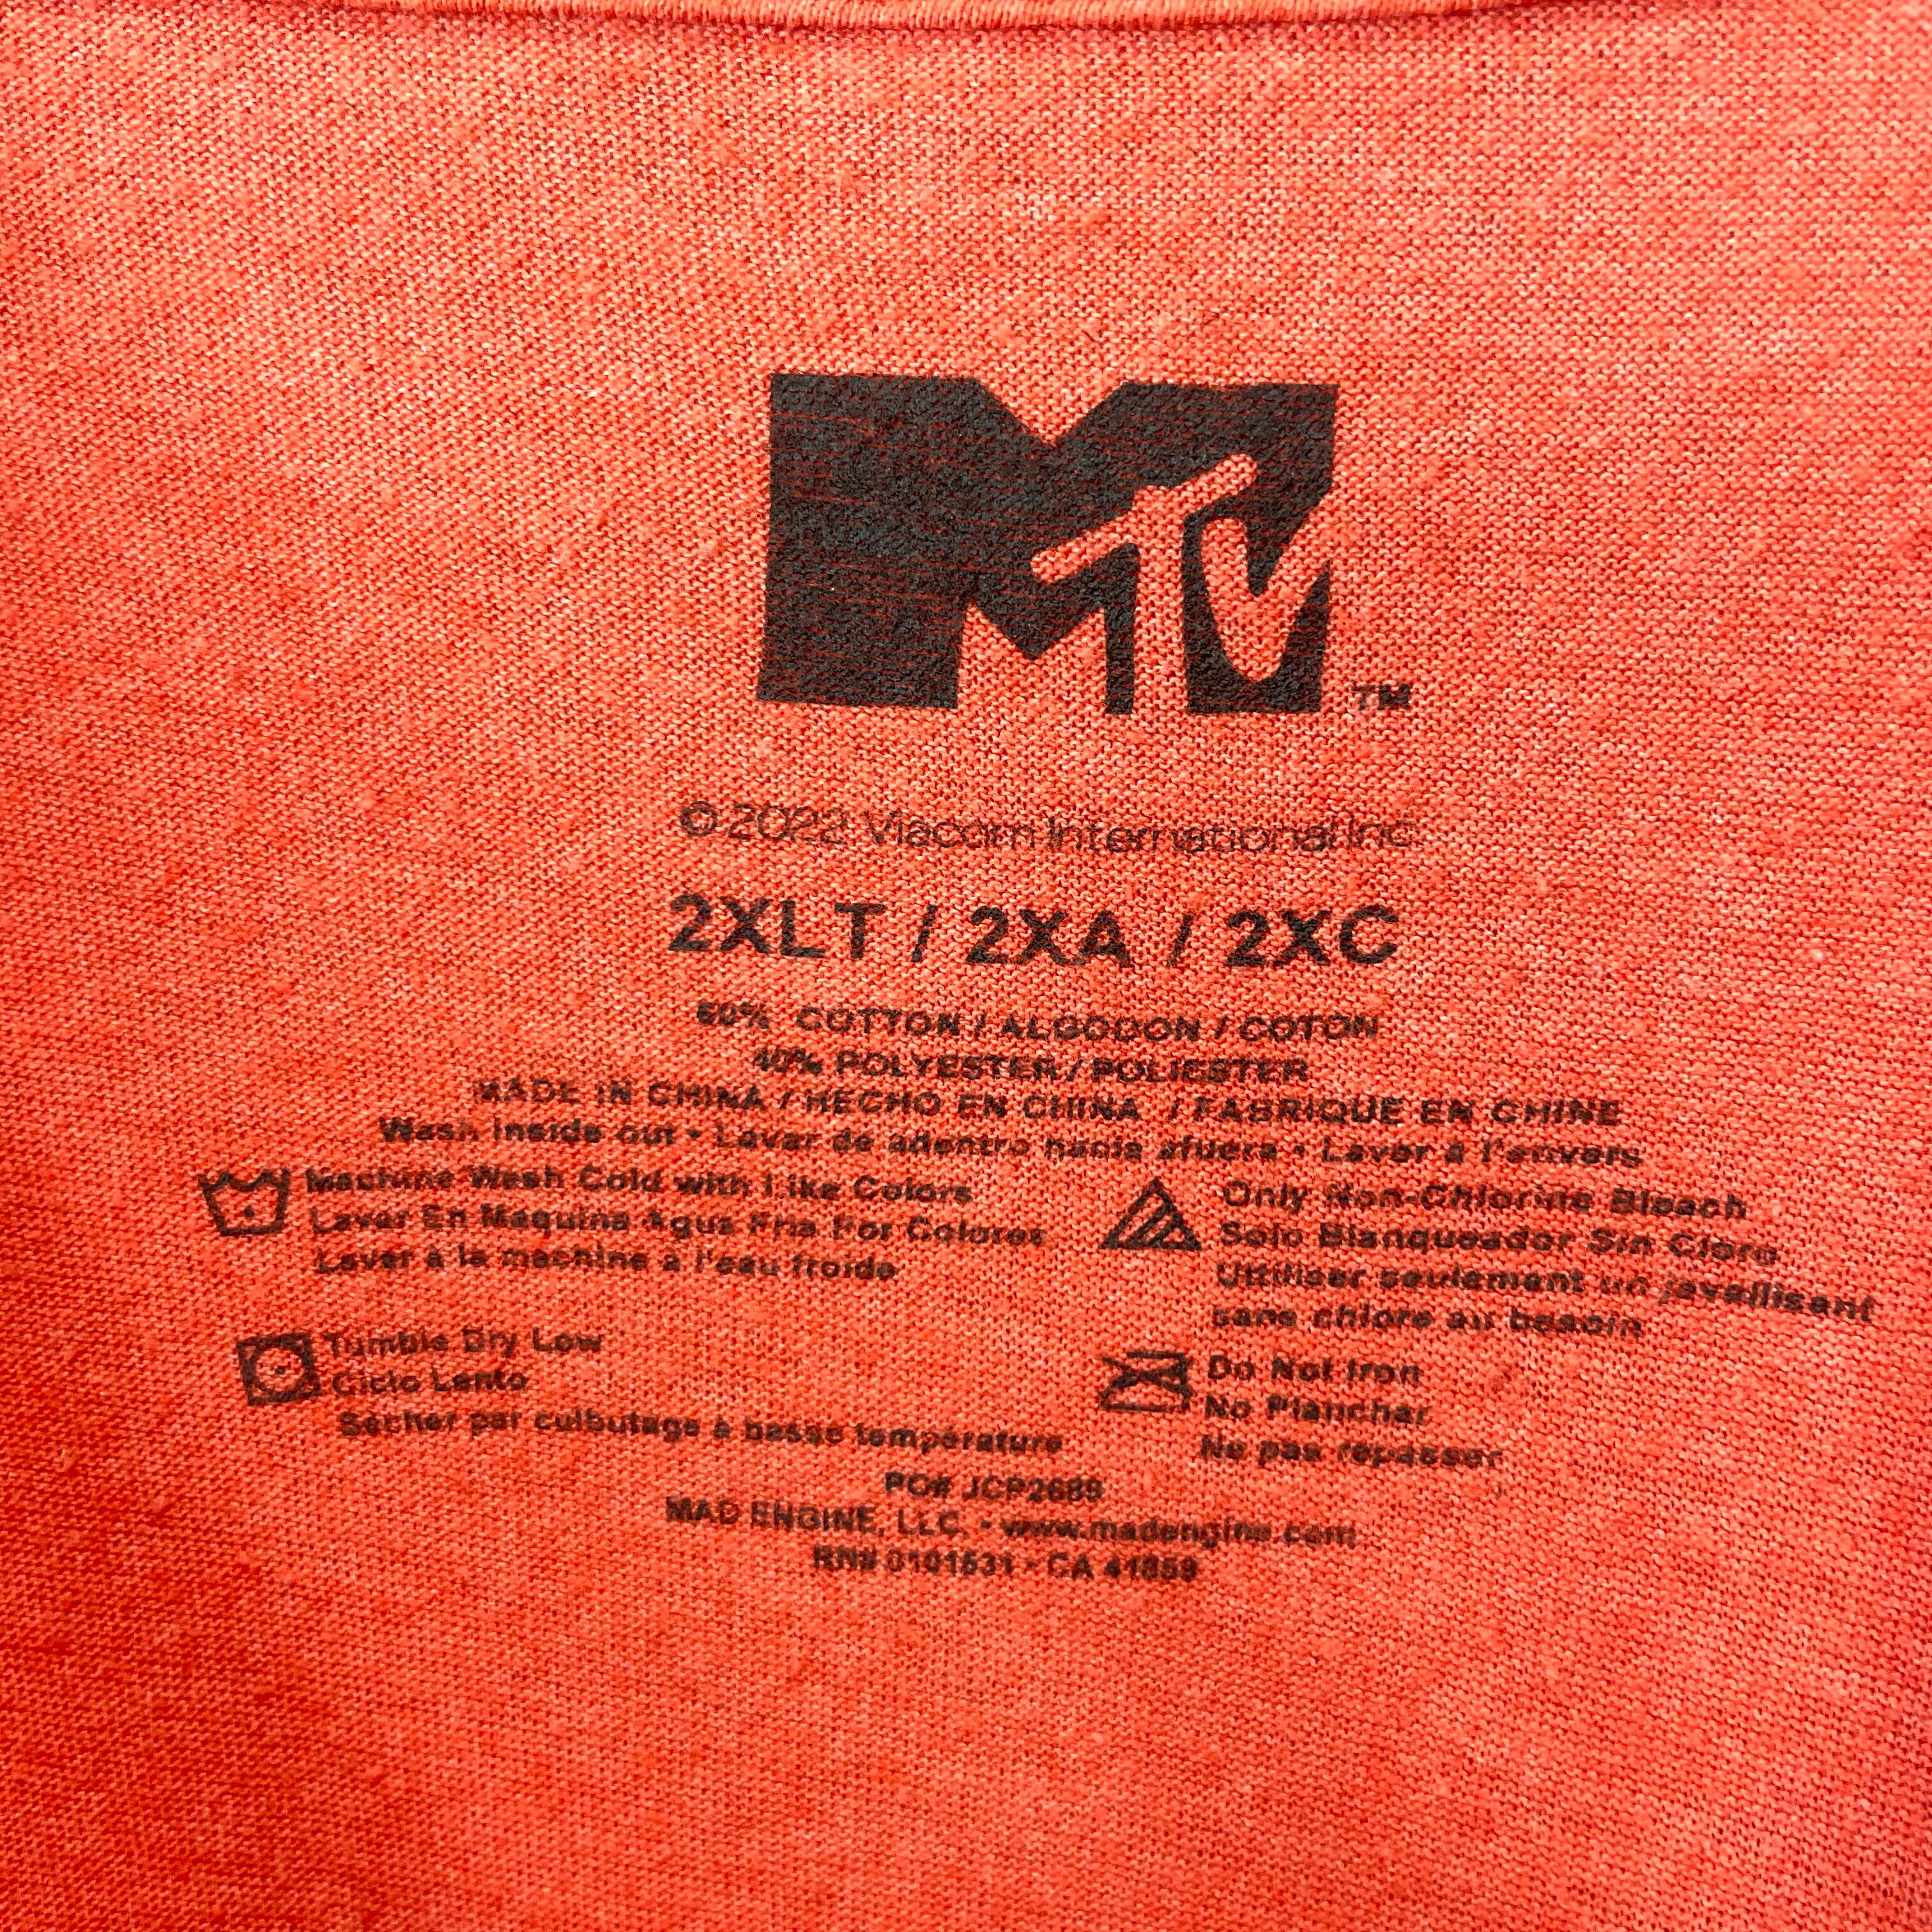 MTV TM
© 2022 Viacom International Inc.
2XLT / 2XA / 2XC
60% COTTON / ALGODON / COTON
40% POLYESTER / POLIESTER
MADE IN CHINA / HECHO EN CHINA / FABRIQUE EN CHINE
Wash inside out • Lavar de adentro hacia afuera • Laver à l'envers
Machine Wash Cold with Like Colors
Lavar En Maquina Agua Fria Por Colores
Laver à la machine à l'eau froide
Only Non-Chlorine Bleach
Solo Blanqueador Sin Cloro
Utiliser seulement un javellisant
sans chlore au besoin
Tumble Dry Low
Ciclo Lento
Sécher par culbutage à basse température
Do Not Iron
No Planchar
Ne pas repasser
PO# JCP2689
MAD ENGINE, LLC. • www.madengine.com
RN# 0101531 - CA 41859